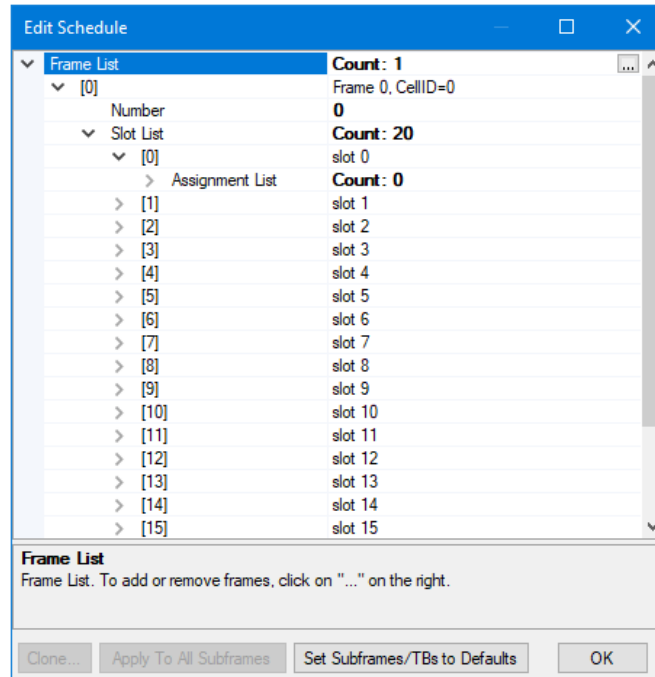 Edit Schedule
Frame List Count: 1 ...
[0] Frame 0, CellID=0
Number 0
Slot List Count: 20
[0] slot 0
Assignment List Count: 0
[1] slot 1
[2] slot 2
[3] slot 3
[4] slot 4
[5] slot 5
[6] slot 6
[7] slot 7
[8] slot 8
[9] slot 9
[10] slot 10
[11] slot 11
[12] slot 12
[13] slot 13
[14] slot 14
[15] slot 15
Frame List
Frame List. To add or remove frames, click on "..." on the right.
Clone... Apply To All Subframes Set Subframes/TBs to Defaults OK